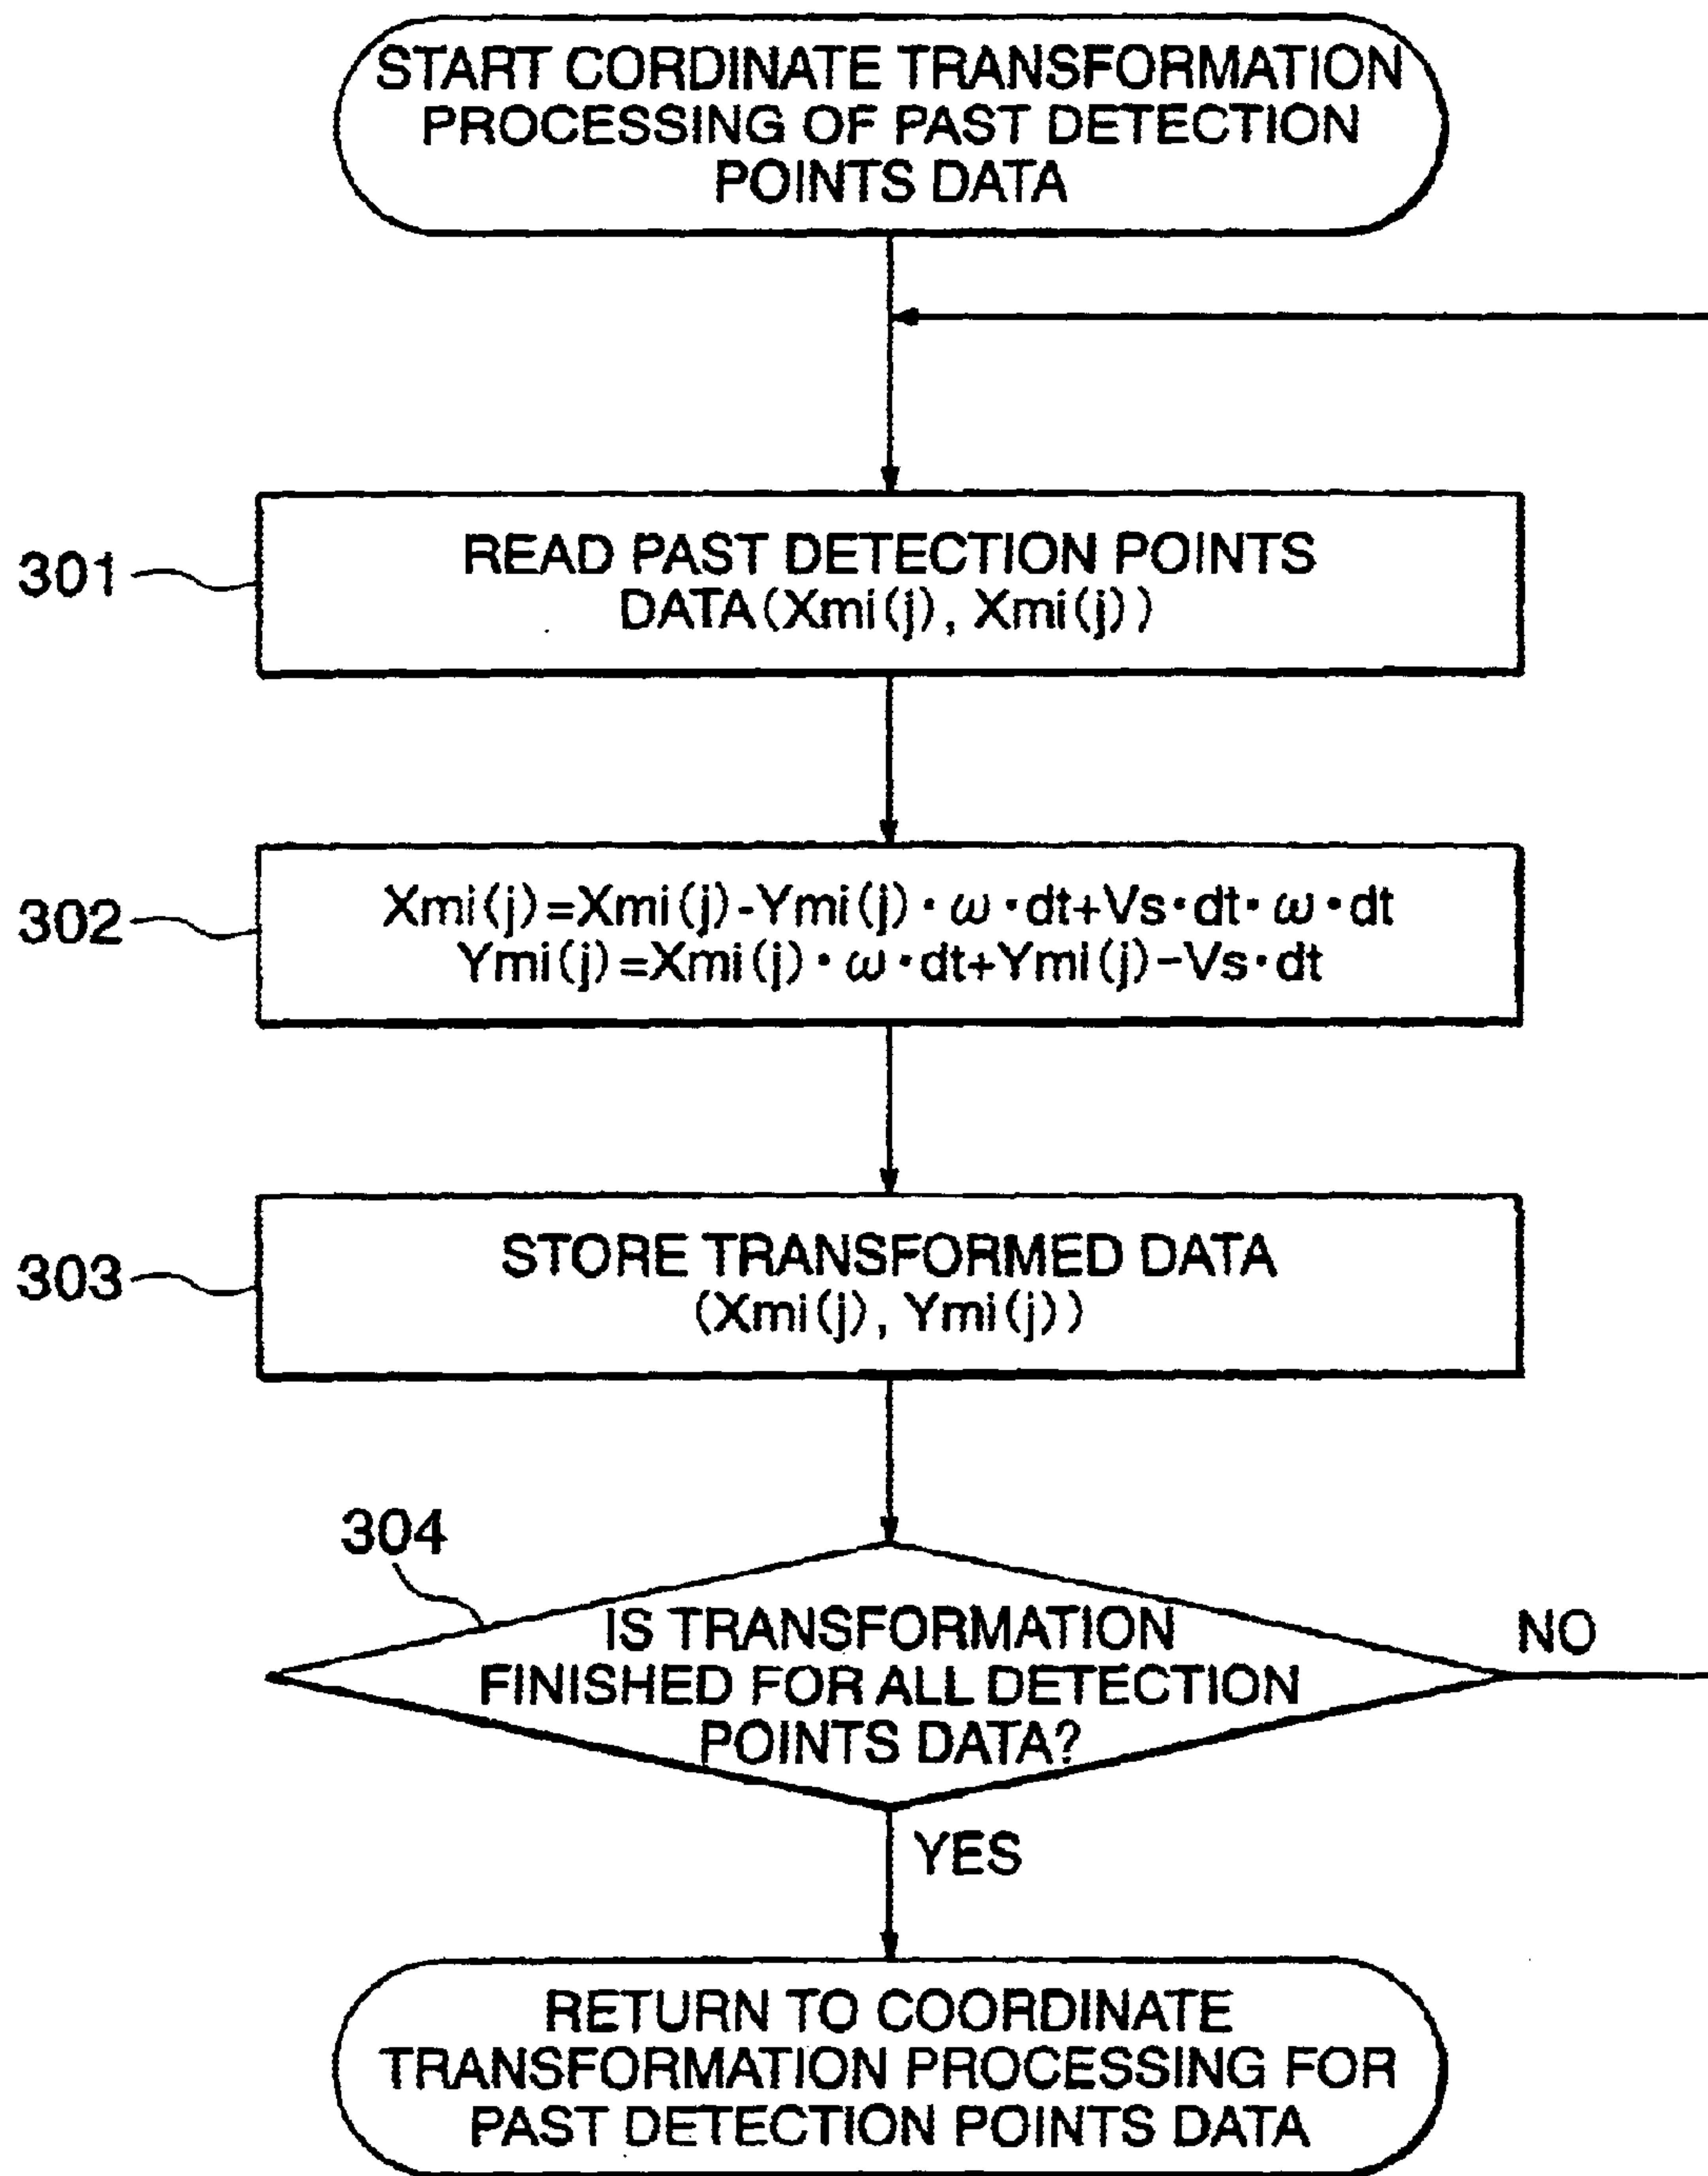 START CORDINATE TRANSFORMATION
PROCESSING OF PAST DETECTION
POINTS DATA
301
READ PAST DETECTION POINTS
DATA(Xmi(j), Xmi(j))
302
Xmi(j)=Xmi(j)-Ymi(j)・ω・dt+Vs・dt・ω・dt
Ymi(j)=Xmi(j)・ω・dt+Ymi(j)-Vs・dt
303
STORE TRANSFORMED DATA
(Xmi(j), Ymi(j))
304
IS TRANSFORMATION
FINISHED FOR ALL DETECTION
POINTS DATA?
NO
YES
RETURN TO COORDINATE
TRANSFORMATION PROCESSING FOR
PAST DETECTION POINTS DATA